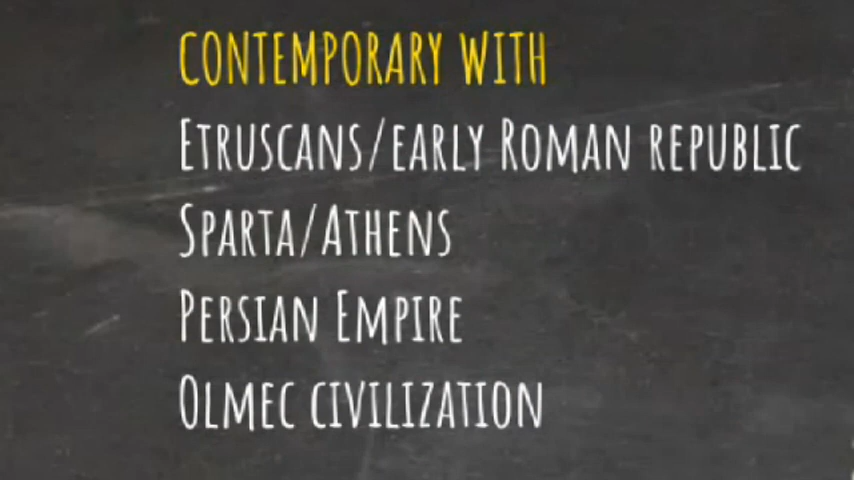 CONTEMPORARY WITH
ETRUSCANS/EARLY ROMAN REPUBLIC
SPARTA/ATHENS
PERSIAN EMPIRE
OLMEC CIVILIZATION